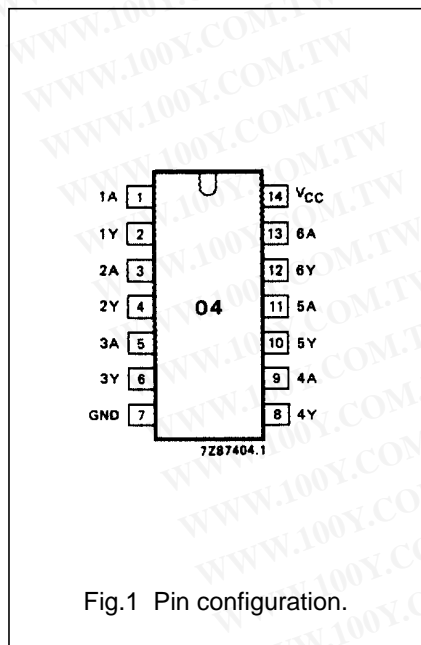 WWW.100Y.COM.TW
1A 1 14 VCC
1Y 2 13 6A
2A 3 12 6Y
2Y 4 04 11 5A
3A 5 10 5Y
3Y 6 9 4A
GND 7 8 4Y
7Z87404.1
Fig.1 Pin configuration.